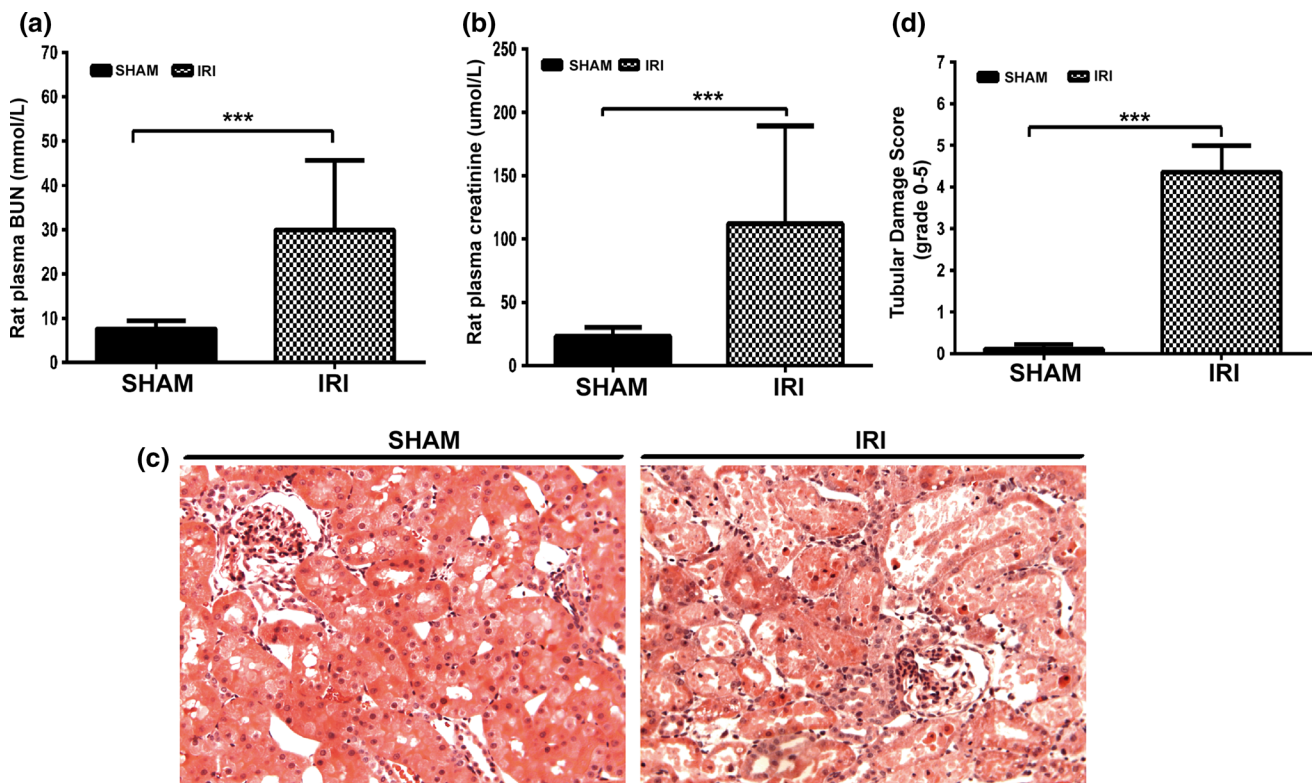 (a)
Rat plasma BUN (mmol/L)
70
60
50
40
30
20
10
0
SHAM IRI
***
SHAM IRI
(b)
Rat plasma creatinine (umol/L)
250
200
150
100
50
0
SHAM IRI
***
SHAM IRI
(d)
Tubular Damage Score
(grade 0-5)
7
6
5
4
3
2
1
0
SHAM IRI
***
SHAM IRI
(c)
SHAM IRI